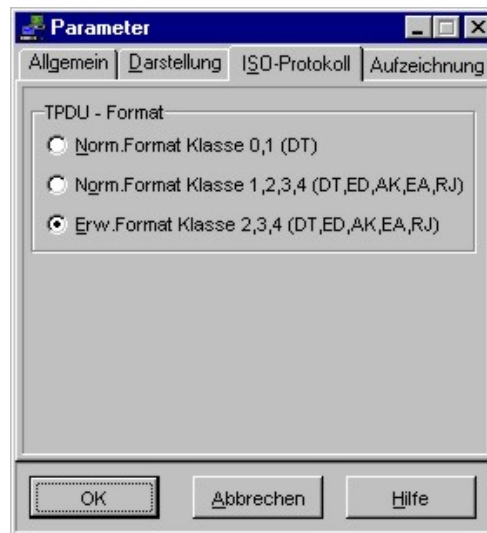 Parameter
Allgemein Darstellung ISO-Protokoll Aufzeichnung
TPDU - Format
Norm.Format Klasse 0,1 (DT)
Norm.Format Klasse 1,2,3,4 (DT,ED,AK,EA,RJ)
Erw.Format Klasse 2,3,4 (DT,ED,AK,EA,RJ)
OK Abbrechen Hilfe